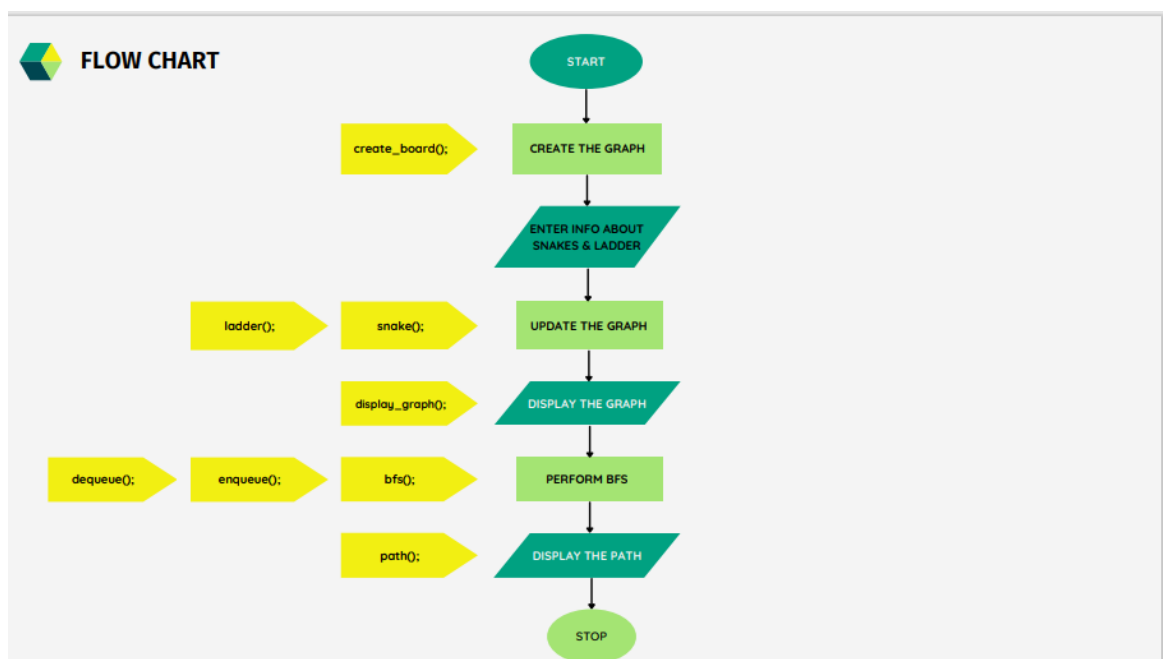 FLOW CHART
START
create_board();
CREATE THE GRAPH
ENTER INFO ABOUT
SNAKES & LADDER
ladder();
snake();
UPDATE THE GRAPH
display_graph();
DISPLAY THE GRAPH
dequeue();
enqueue();
bfs();
PERFORM BFS
path();
DISPLAY THE PATH
STOP